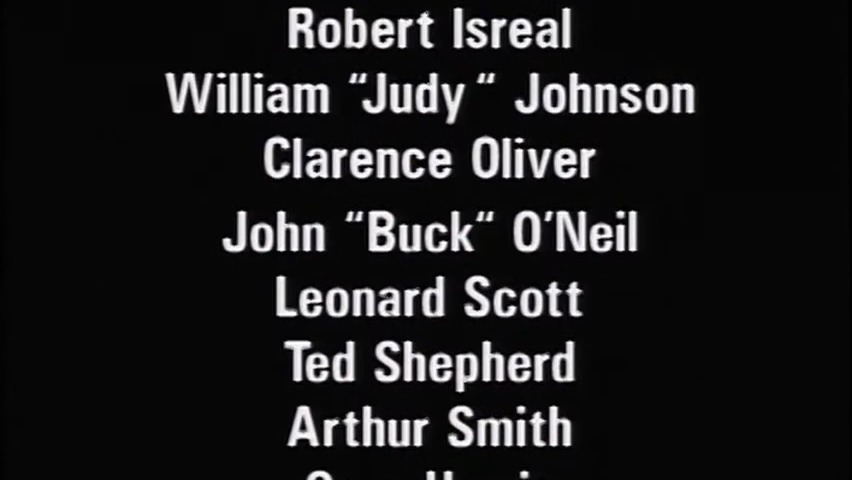 Robert Isreal
William “Judy “ Johnson
Clarence Oliver
John “Buck“ O'Neil
Leonard Scott
Ted Shepherd
Arthur Smith